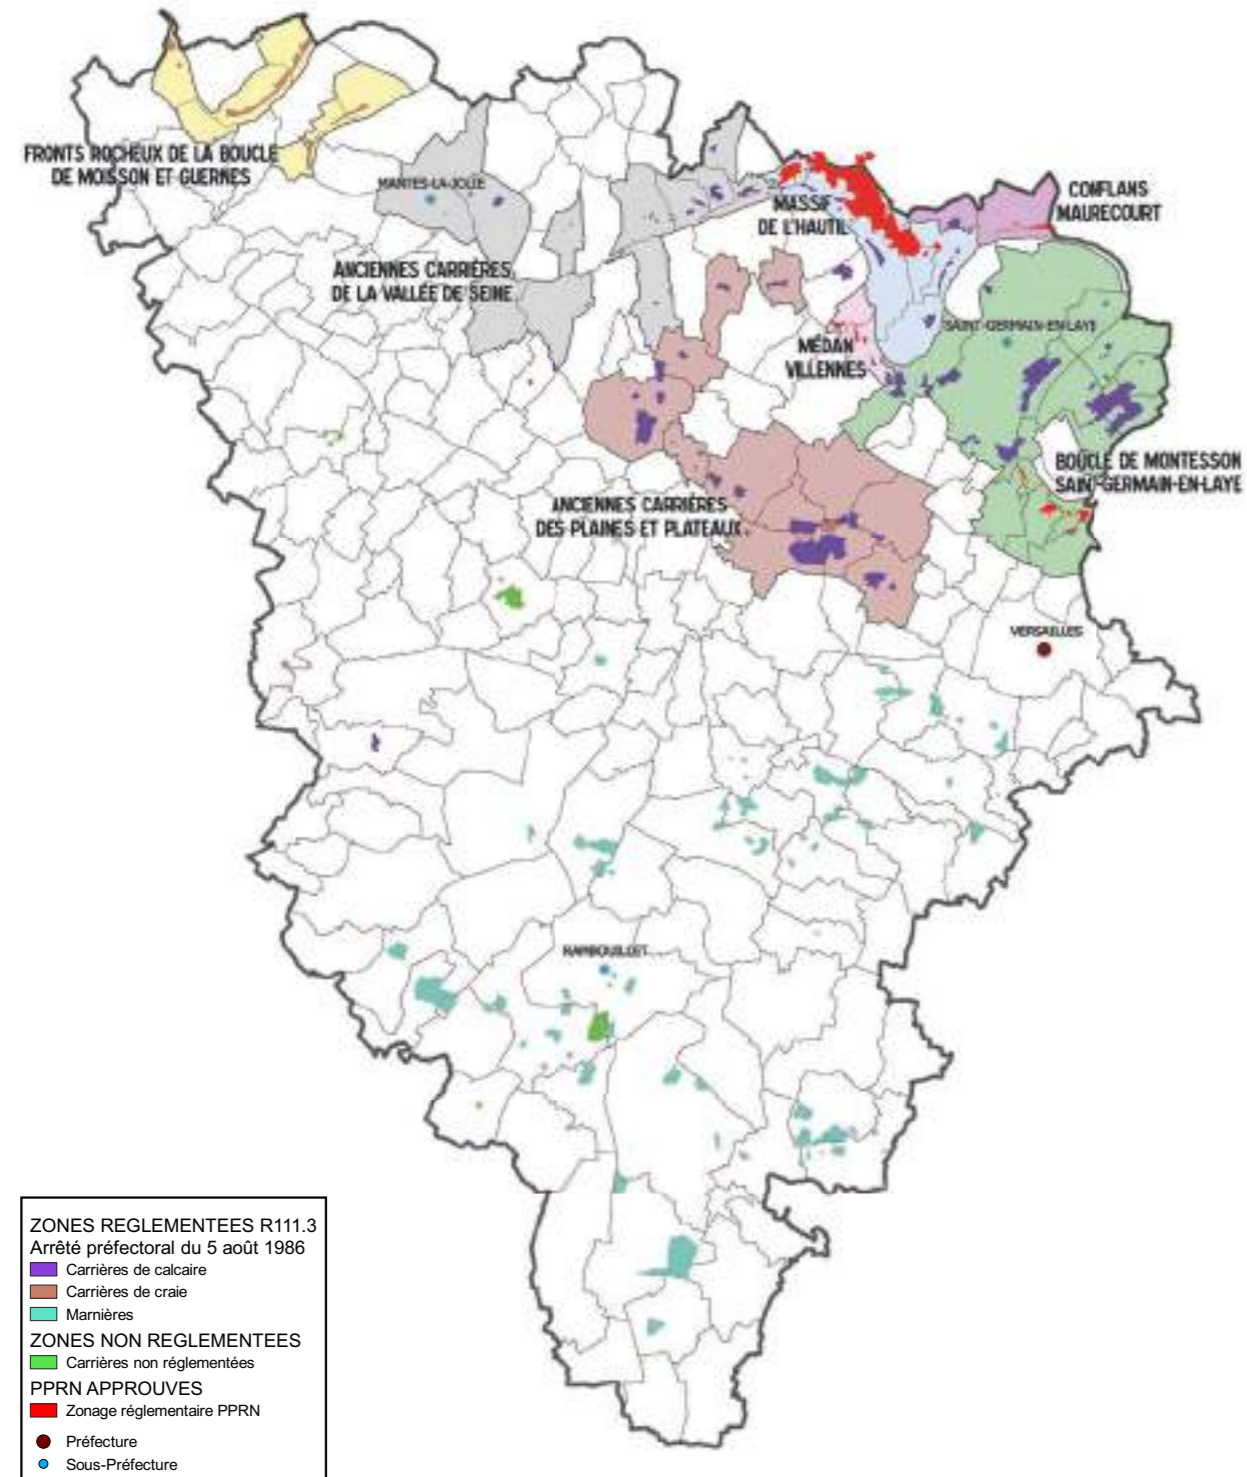 FRONTS ROCHEUX DE LA BOUCLE
DE MOISSON ET GUERNES
MANTES-LA-JOLIE
CONFLANS
MAURECOURT
MASSIF
DE L'HAUTIL
ANCIENNES CARRIÈRES
DE LA VALLÉE DE SEINE
SAINT-GERMAIN-EN-LAYE
MÉDAN
VILLENNES
BOUCLE DE MONTESSON
SAINT-GERMAIN-EN-LAYE
ANCIENNES CARRIÈRES
DES PLAINES ET PLATEAUX
VERSAILLES
RAMBOUILLET
ZONES REGLEMENTEES R111.3
Arrêté préfectoral du 5 août 1986
Carrières de calcaire
Carrières de craie
Marnières
ZONES NON REGLEMENTEES
Carrières non réglementées
PPRN APPROUVES
Zonage réglementaire PPRN
Préfecture
Sous-Préfecture